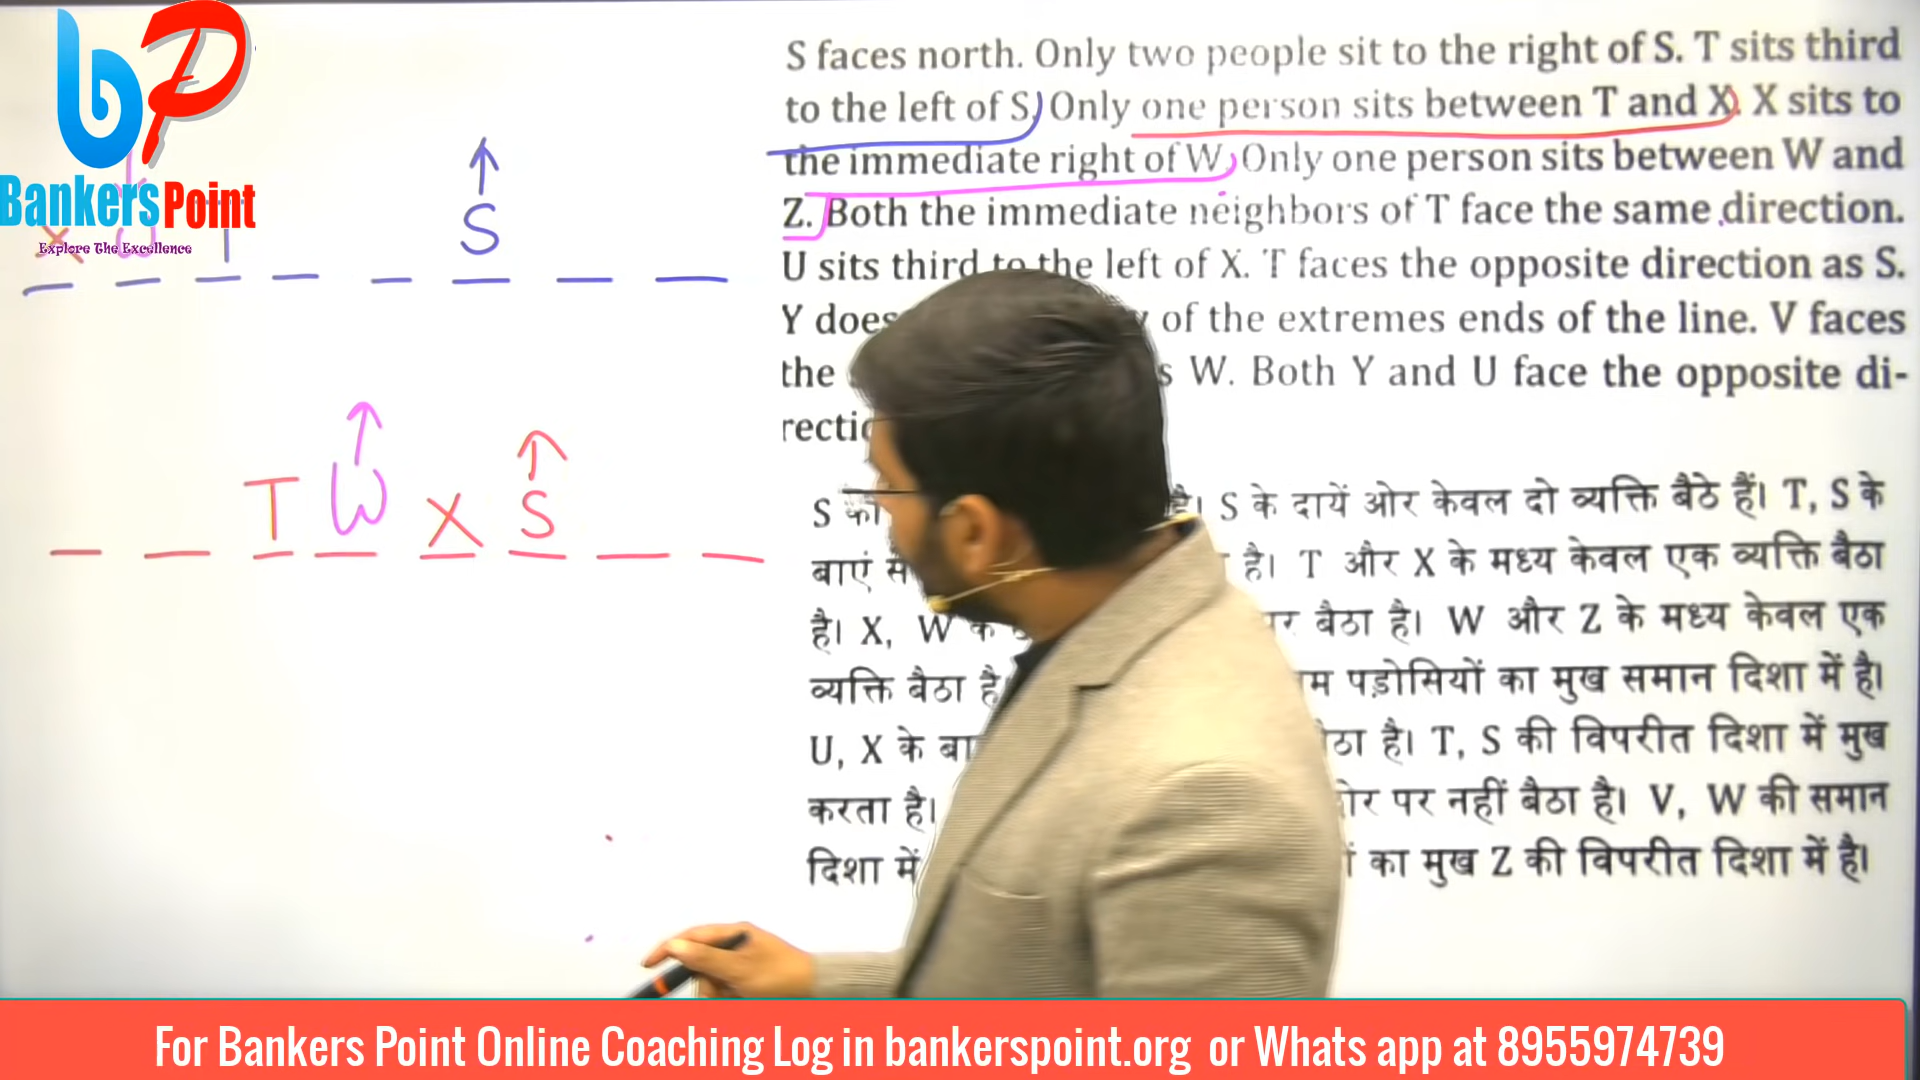 bp
Bankers Point
Explore The Excellence
S
X W T
T W X S
S faces north. Only two people sit to the right of S. T sits third
to the left of S. Only one person sits between T and X. X sits to
the immediate right of W. Only one person sits between W and
Z. Both the immediate neighbors of T face the same direction.
U sits third to the left of X. T faces the opposite direction as S.
Y does of the extremes ends of the line. V faces
the W. Both Y and U face the opposite di-
S के दायें ओर केवल दो व्यक्ति बैठे हैं। T, S के
बाएं है। T और X के मध्य केवल एक व्यक्ति बैठा
है। X, W पर बैठा है। W और Z के मध्य केवल एक
व्यक्ति बैठा है पड़ोसियों का मुख समान दिशा में है।
U, X के है। T, S की विपरीत दिशा में मुख
करता है। पर नहीं बैठा है। V, W की समान
दिशा में का मुख Z की विपरीत दिशा में है।
For Bankers Point Online Coaching Log in bankerspoint.org or Whats app at 8955974739